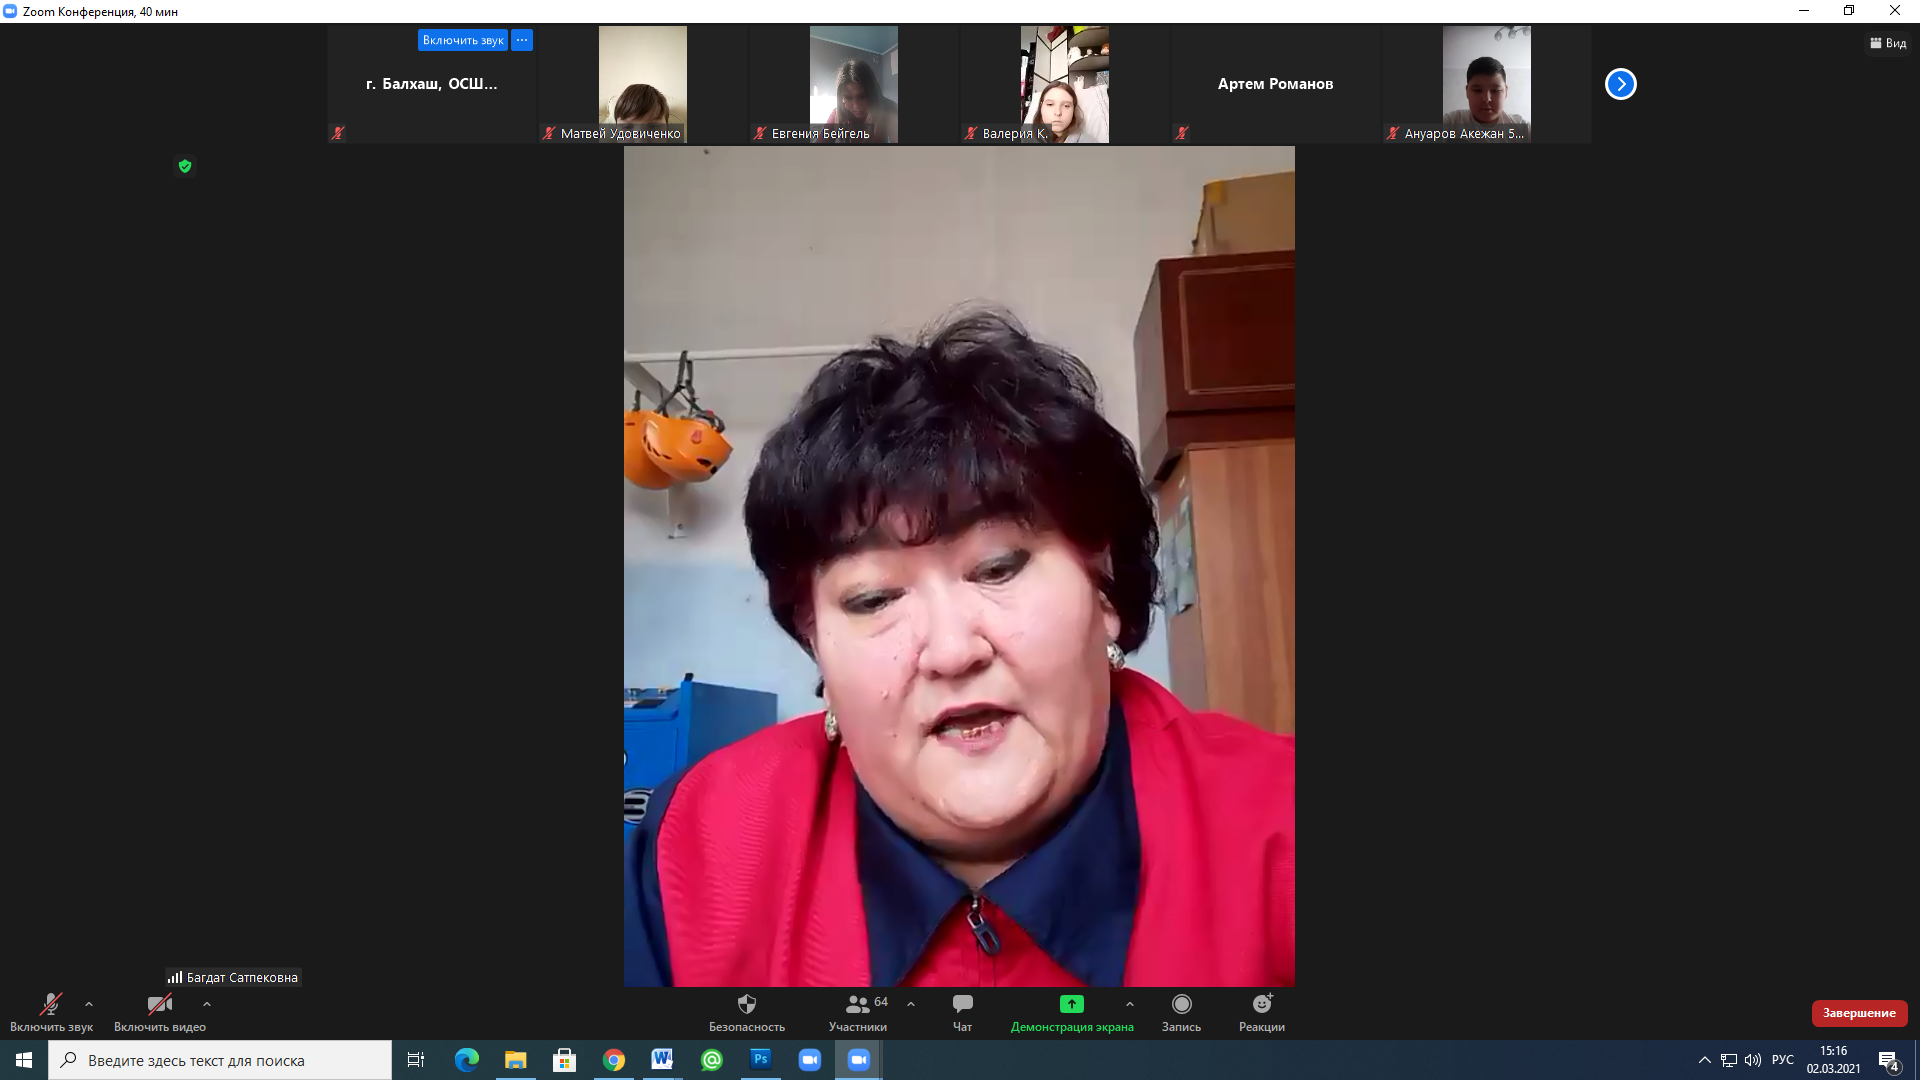 Zoom Конференция, 40 мин
Включить звук
...
г. Балхаш, ОСШ...
Матвей Удовиченко
Евгения Бейгель
Валерия К.
Артем Романов
Ануаров Акежан 5...
Вид
Багдат Сатпековна
Включить звук
Включить видео
Безопасность
64
Участники
Чат
Демонстрация экрана
Запись
Реакции
Завершение
Введите здесь текст для поиска
W
Ps
РУС
15:16
02.03.2021
4